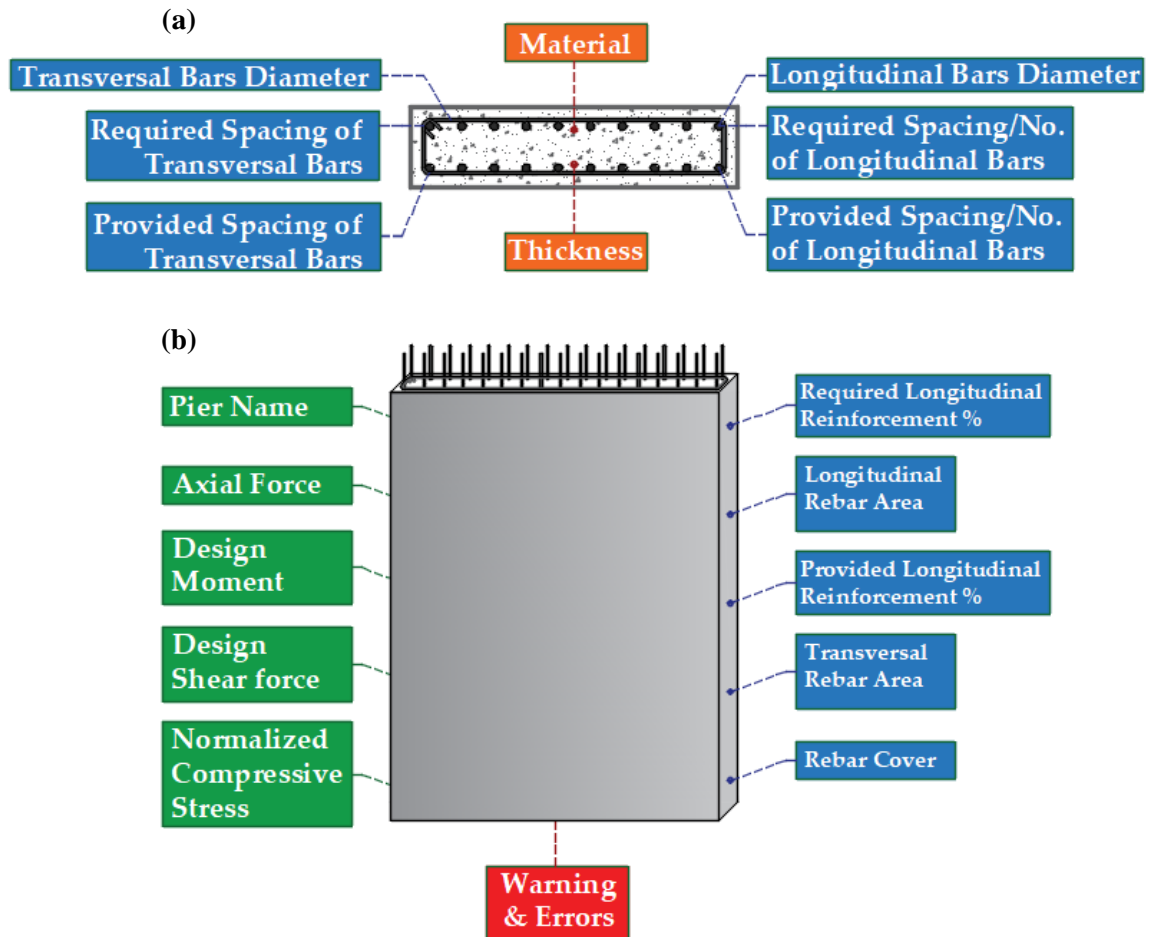 (a)
Material
Transversal Bars Diameter
Longitudinal Bars Diameter
Required Spacing of
Transversal Bars
Required Spacing/No.
of Longitudinal Bars
Provided Spacing of
Transversal Bars
Thickness
Provided Spacing/No.
of Longitudinal Bars
(b)
Pier Name
Axial Force
Design
Moment
Design
Shear force
Normalized
Compressive
Stress
Required Longitudinal
Reinforcement %
Longitudinal
Rebar Area
Provided Longitudinal
Reinforcement %
Transversal
Rebar Area
Rebar Cover
Warning
& Errors